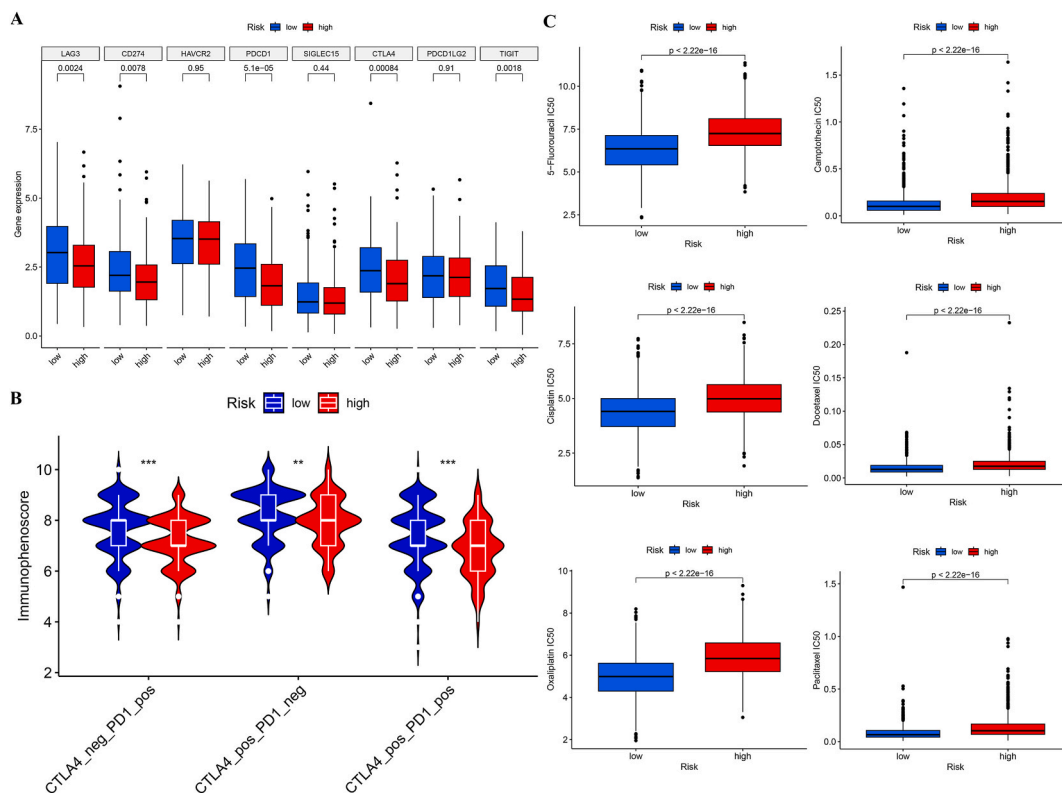 A
Risk low high
LAG3 CD274 HAVCR2 PDCD1 SIGLEC15 CTLA4 PDCD1LG2 TIGIT
0.0024 0.0078 0.95 5.1e−05 0.44 0.00084 0.91 0.0018
Gene expression
7.5
5.0
2.5
0.0
low high low high low high low high low high low high low high low high
B
Risk low high
*** ** ***
Immunophenoscore
10
8
6
4
2
CTLA4_neg_PD1_pos
CTLA4_pos_PD1_neg
CTLA4_pos_PD1_pos
C
Risk low high
p < 2.22e−16
5−Fluorouracil IC50
10.0
7.5
5.0
2.5
low high
Risk
Risk low high
p < 2.22e−16
Camptothecin IC50
1.5
1.0
0.5
0.0
low high
Risk
Risk low high
p < 2.22e−16
Cisplatin IC50
7.5
5.0
2.5
low high
Risk
Risk low high
p < 2.22e−16
Docetaxel IC50
0.25
0.20
0.15
0.10
0.05
0.00
low high
Risk
Risk low high
p < 2.22e−16
Oxaliplatin IC50
10
8
6
4
2
low high
Risk
Risk low high
p < 2.22e−16
Paclitaxel IC50
1.5
1.0
0.5
0.0
low high
Risk